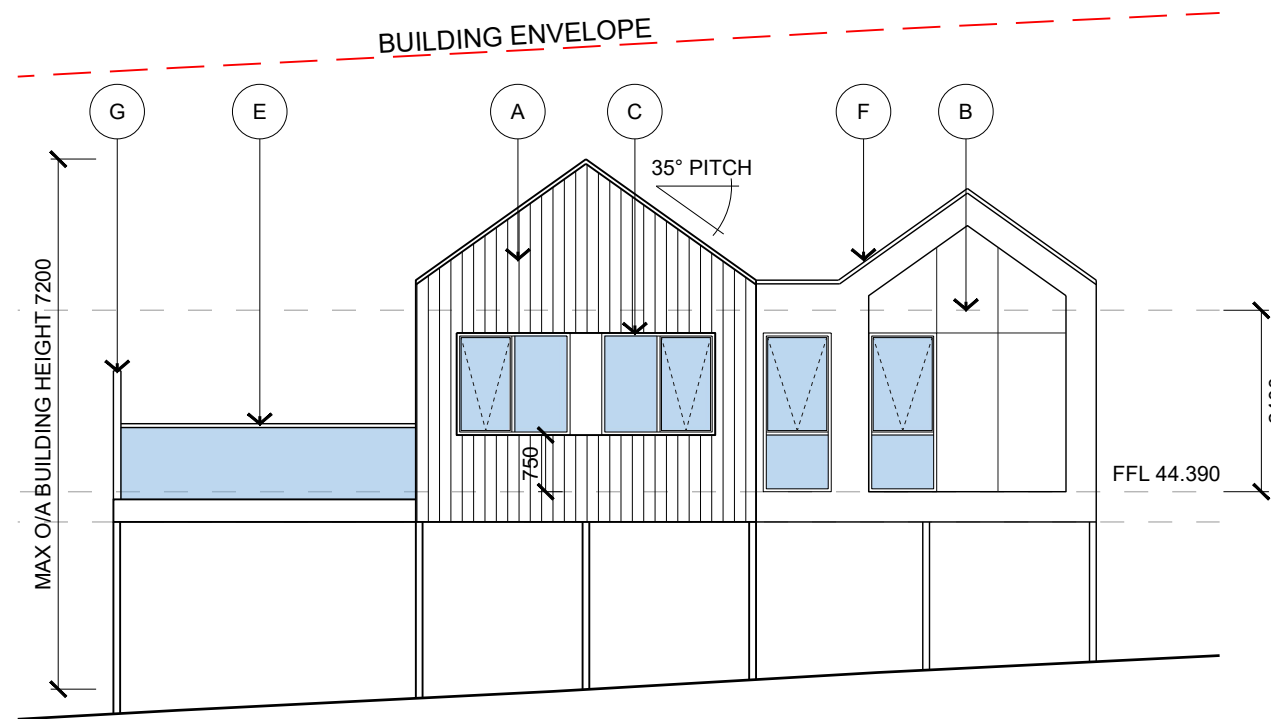 BUILDING ENVELOPE
G
E
A
C
F
B
35° PITCH
MAX O/A BUILDING HEIGHT 7200
750
FFL 44.390